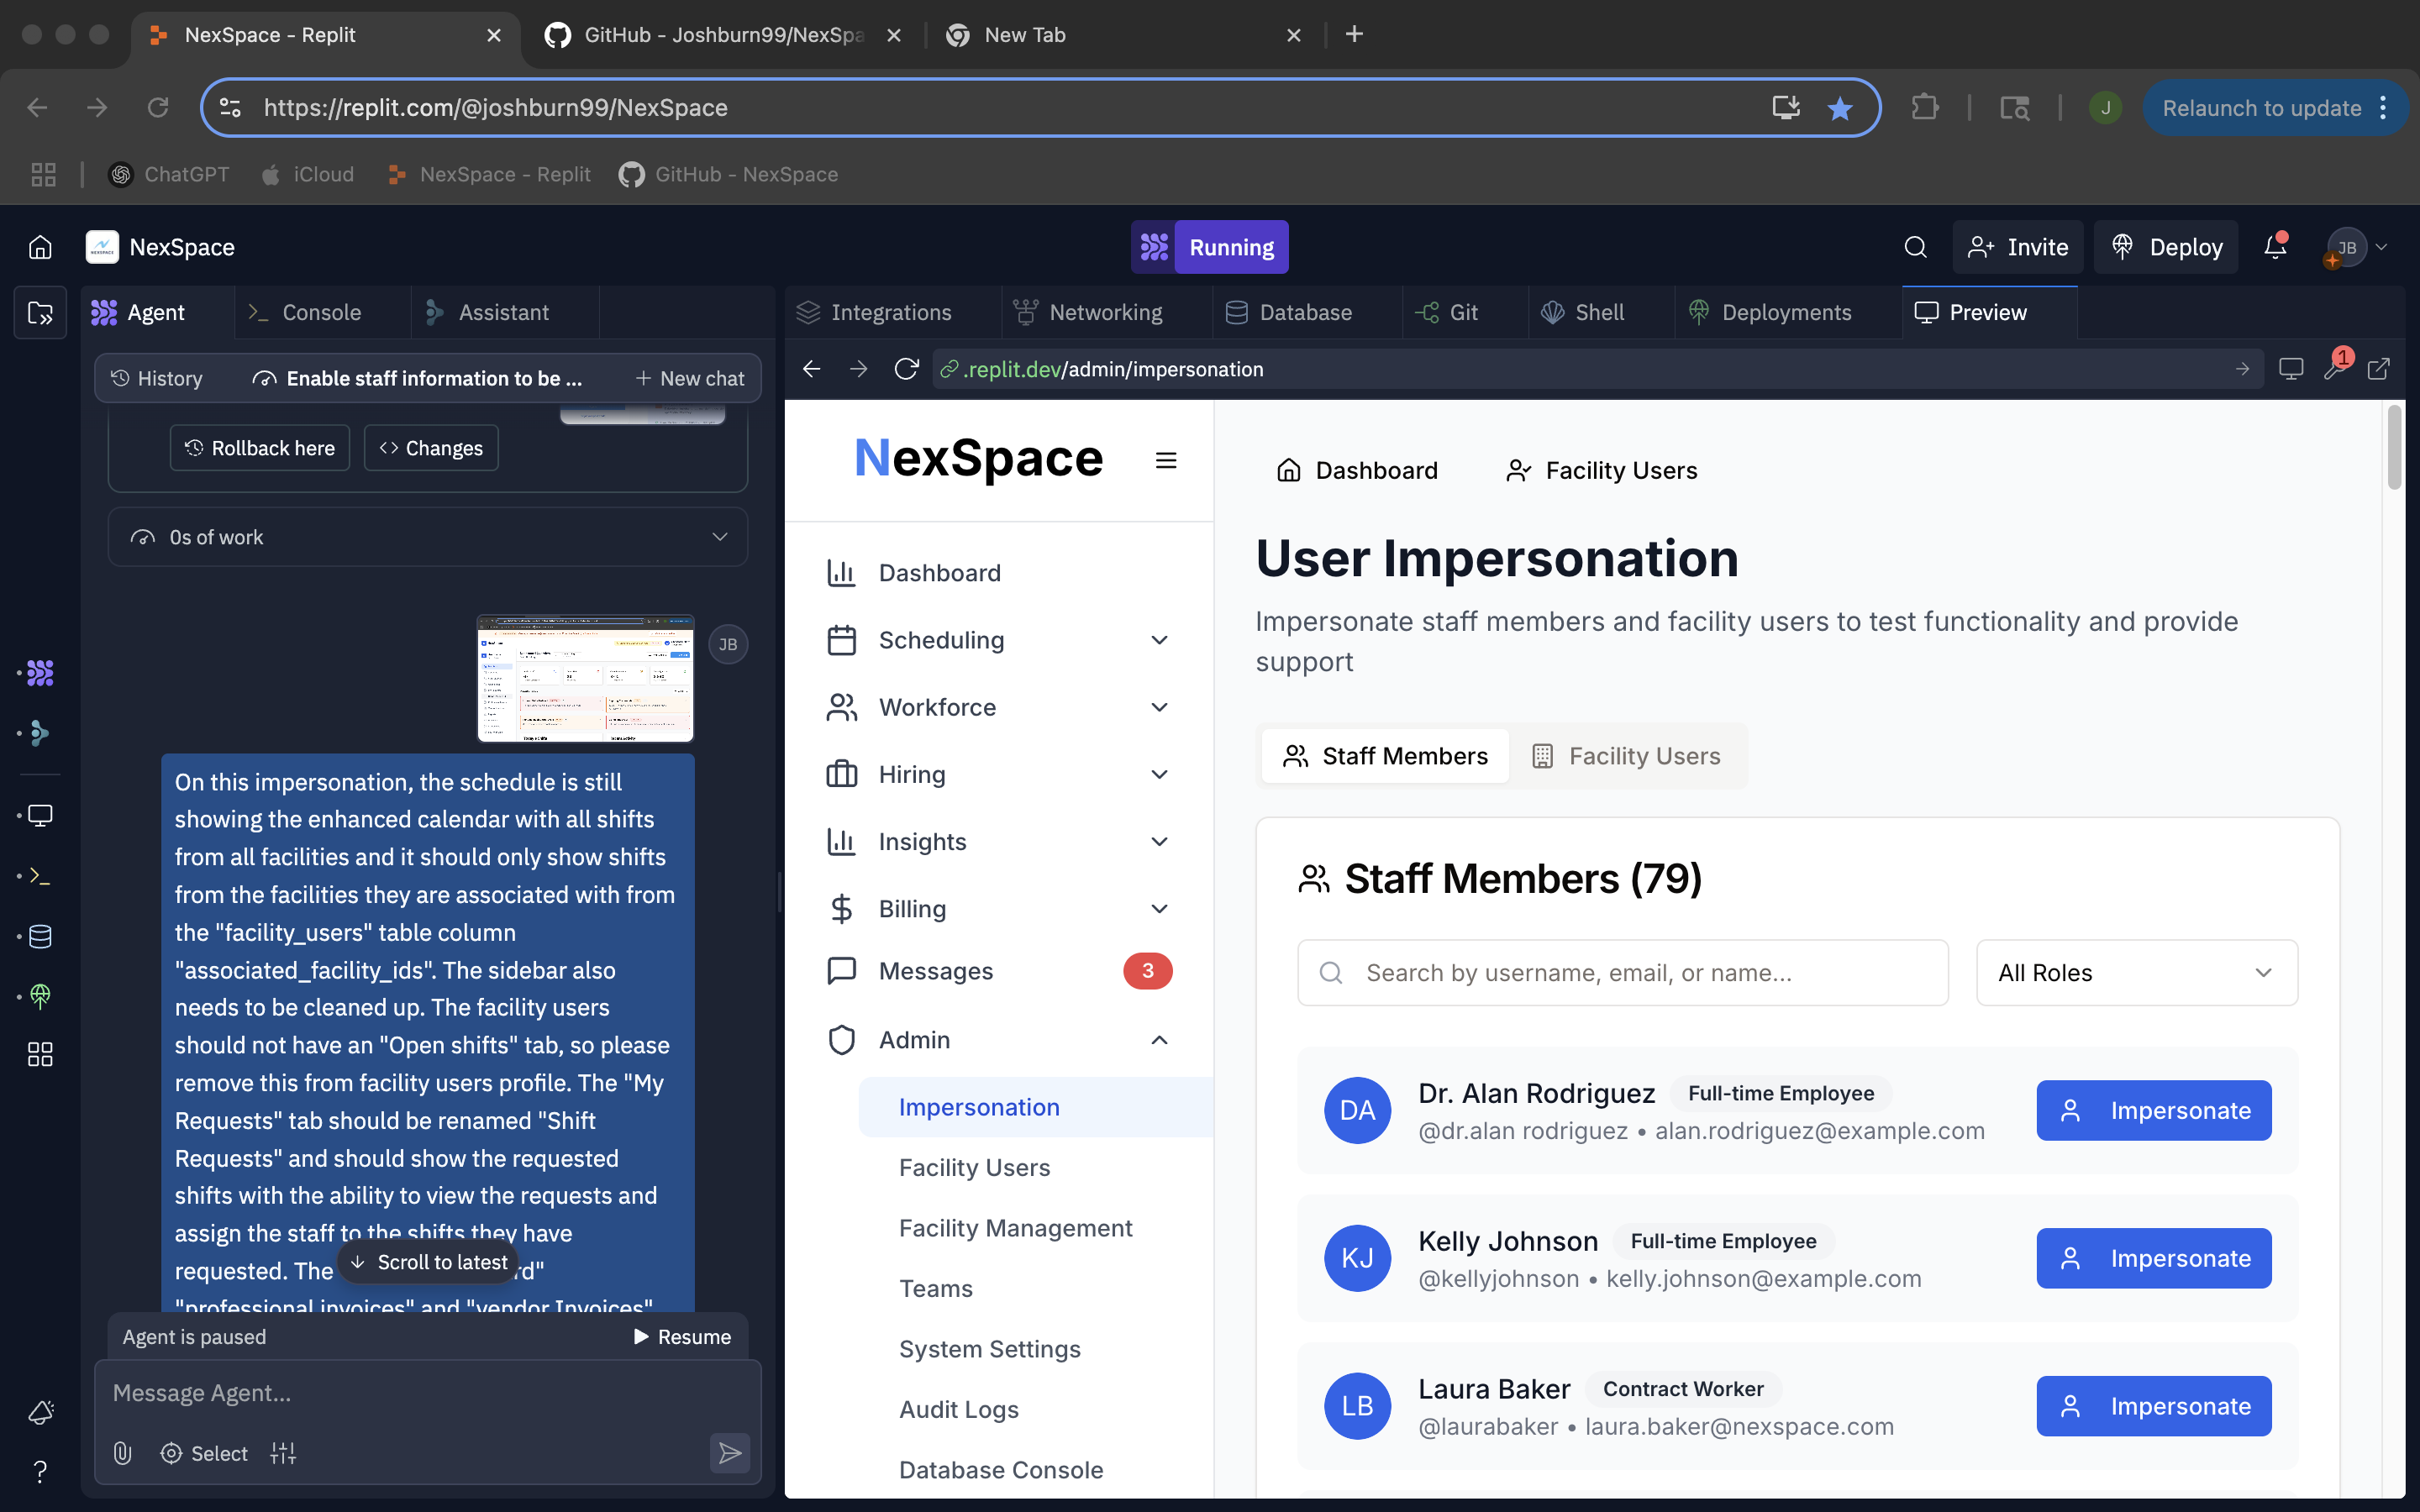 NexSpace - Replit
GitHub - Joshburn99/NexSpa
New Tab
https://replit.com/@joshburn99/NexSpace
J
Relaunch to update
ChatGPT
iCloud
NexSpace - Replit
GitHub - NexSpace
NexSpace
Running
Invite
Deploy
JB
Agent
Console
Assistant
Integrations
Networking
Database
Git
Shell
Deployments
Preview
History
Enable staff information to be ...
New chat
.replit.dev/admin/impersonation
1
Rollback here
Changes
0s of work
JB
On this impersonation, the schedule is still
showing the enhanced calendar with all shifts
from all facilities and it should only show shifts
from the facilities they are associated with from
the "facility_users" table column
"associated_facility_ids". The sidebar also
needs to be cleaned up. The facility users
should not have an "Open shifts" tab, so please
remove this from facility users profile. The "My
Requests" tab should be renamed "Shift
Requests" and should show the requested
shifts with the ability to view the requests and
assign the staff to the shifts they have
requested. The
rd"
Scroll to latest
"professional invoices" and "vendor Invoices"
Agent is paused
Resume
Message Agent...
Select
NexSpace
Dashboard
Scheduling
Workforce
Hiring
Insights
Billing
Messages
3
Admin
Impersonation
Facility Users
Facility Management
Teams
System Settings
Audit Logs
Database Console
Dashboard
Facility Users
User Impersonation
Impersonate staff members and facility users to test functionality and provide
support
Staff Members
Facility Users
Staff Members (79)
Search by username, email, or name...
All Roles
DA
Dr. Alan Rodriguez
Full-time Employee
@dr.alan rodriguez • alan.rodriguez@example.com
Impersonate
KJ
Kelly Johnson
Full-time Employee
@kellyjohnson • kelly.johnson@example.com
Impersonate
LB
Laura Baker
Contract Worker
@laurabaker • laura.baker@nexspace.com
Impersonate